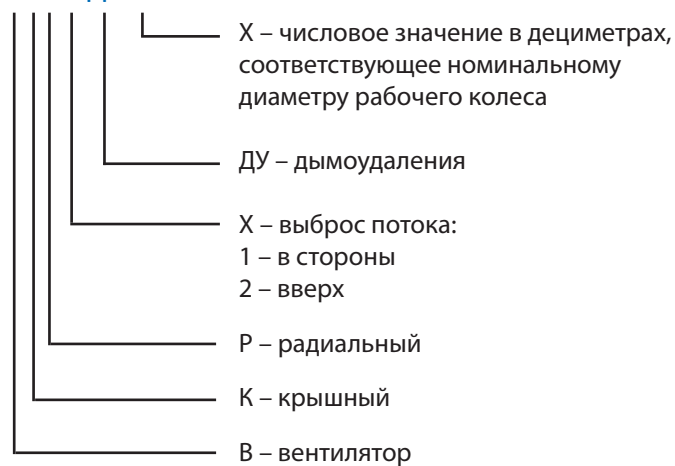 Х – числовое значение в дециметрах,
соответствующее номинальному
диаметру рабочего колеса
ДУ – дымоудаления
Х – выброс потока:
1 – в стороны
2 – вверх
Р – радиальный
К – крышный
В – вентилятор